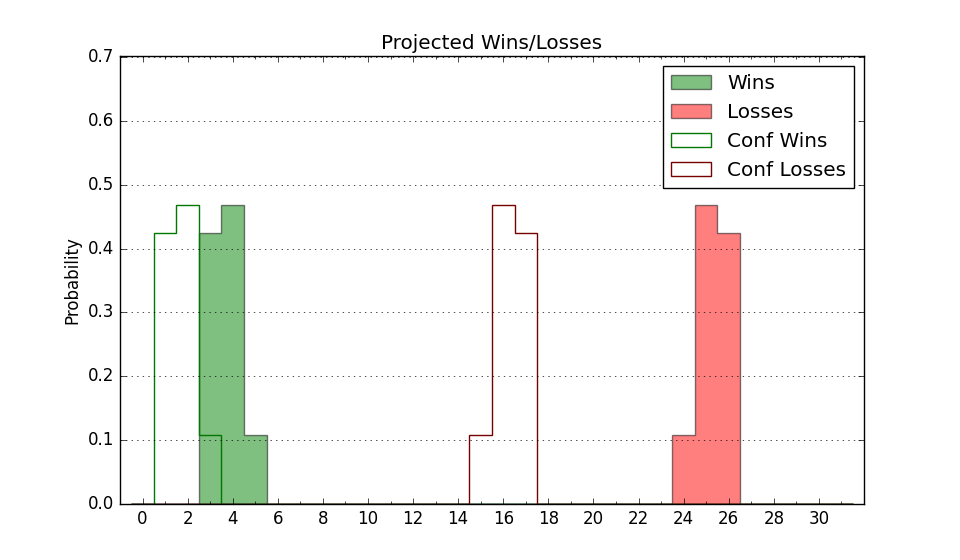 Projected Wins/Losses
0.7
0.6
0.5
0.4
0.3
0.2
0.1
0.0
Probability
Wins
Losses
Conf Wins
Conf Losses
0 2 4 6 8 10 12 14 16 18 20 22 24 26 28 30